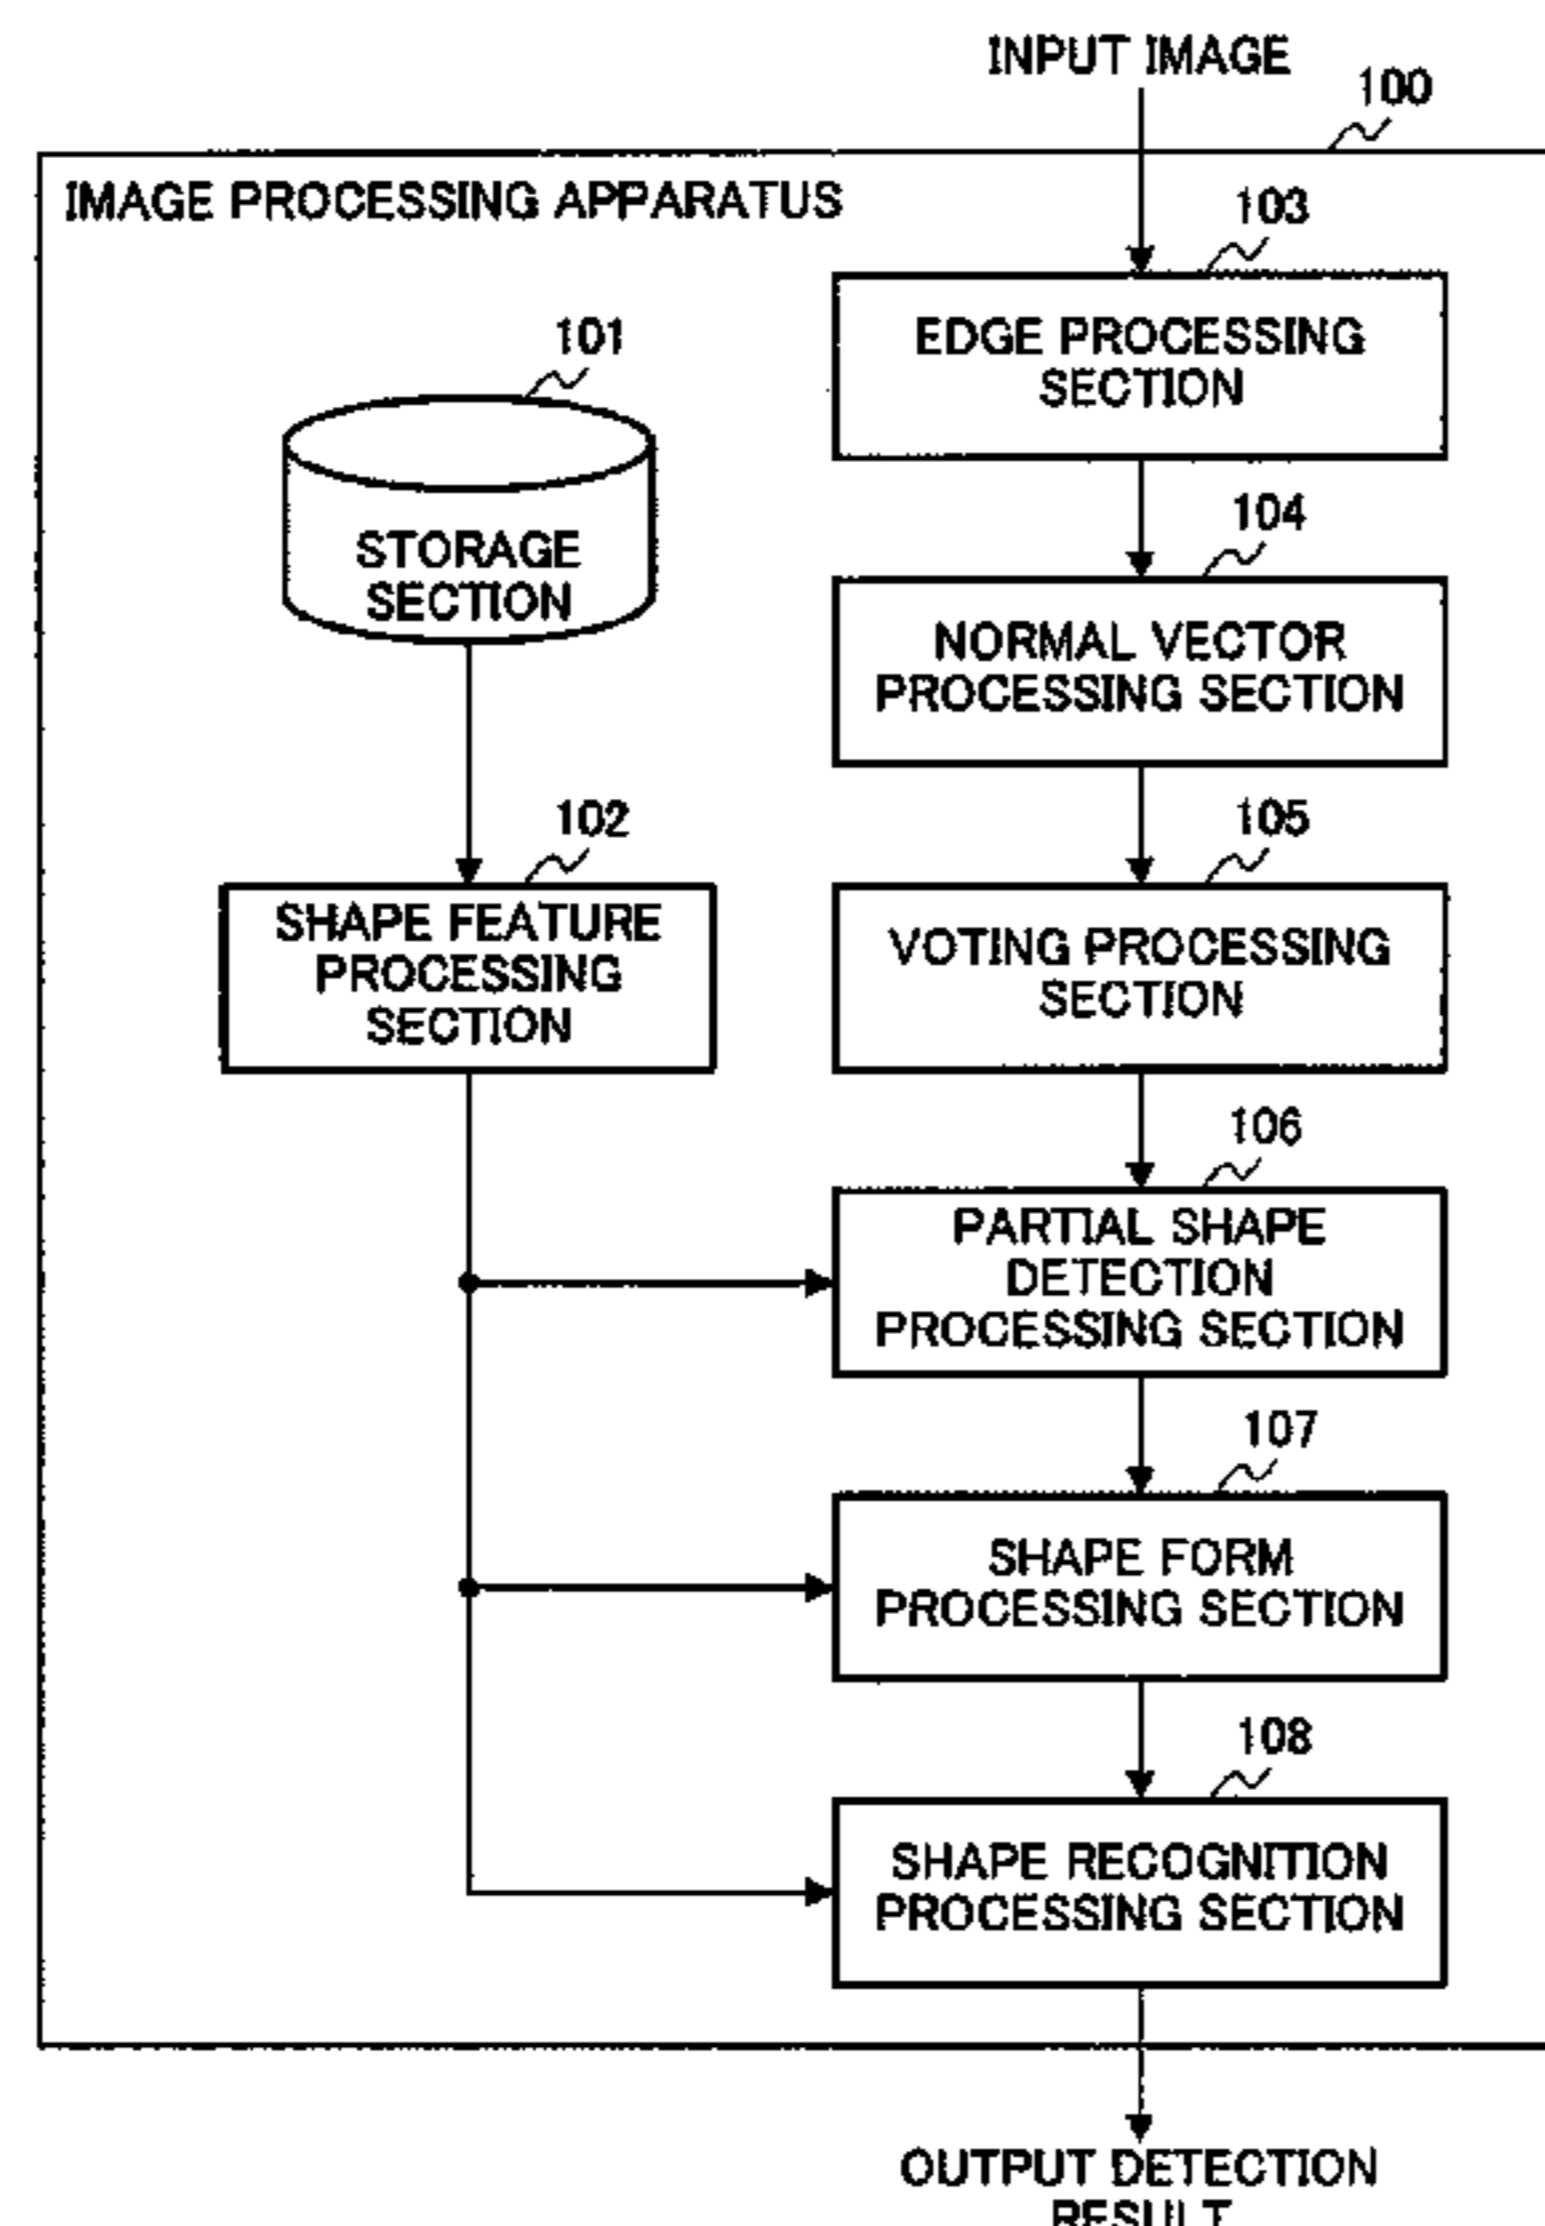 INPUT IMAGE
100
IMAGE PROCESSING APPARATUS
103
EDGE PROCESSING
SECTION
101
STORAGE
SECTION
104
NORMAL VECTOR
PROCESSING SECTION
102
SHAPE FEATURE
PROCESSING
SECTION
105
VOTING PROCESSING
SECTION
106
PARTIAL SHAPE
DETECTION
PROCESSING SECTION
107
SHAPE FORM
PROCESSING SECTION
108
SHAPE RECOGNITION
PROCESSING SECTION
OUTPUT DETECTION
RESULT